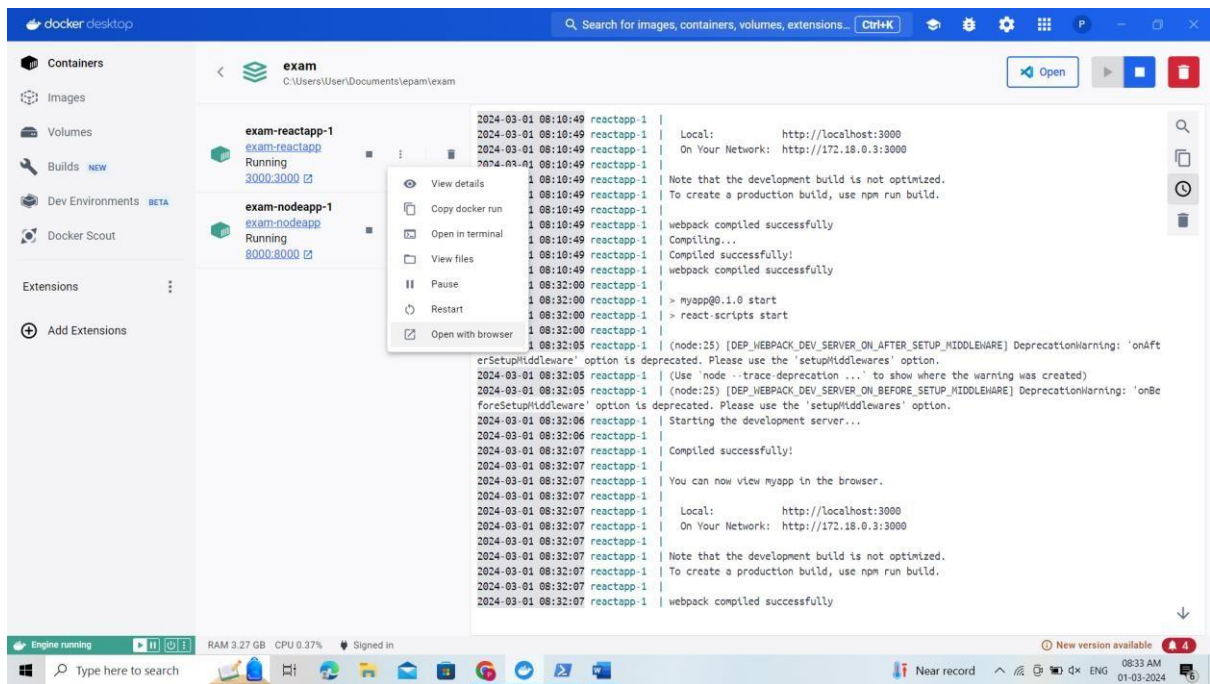 docker desktop
Search for images, containers, volumes, extensions... Ctrl+K
P
Containers
Images
Volumes
Builds NEW
Dev Environments BETA
Docker Scout
Extensions
Add Extensions
exam
C:\Users\User\Documents\epam\exam
Open
exam-reactapp-1
exam-reactapp
Running
3000:3000
exam-nodeapp-1
exam-nodeapp
Running
8000:8000
View details
Copy docker run
Open in terminal
View files
Pause
Restart
Open with browser
2024-03-01 08:10:49 reactapp-1 |
2024-03-01 08:10:49 reactapp-1 | Local: http://localhost:3000
2024-03-01 08:10:49 reactapp-1 | On Your Network: http://172.18.0.3:3000
2024-03-01 08:10:49 reactapp-1 |
1 08:10:49 reactapp-1 | Note that the development build is not optimized.
1 08:10:49 reactapp-1 | To create a production build, use npm run build.
1 08:10:49 reactapp-1 |
1 08:10:49 reactapp-1 | webpack compiled successfully
1 08:10:49 reactapp-1 | Compiling...
1 08:10:49 reactapp-1 | Compiled successfully!
1 08:10:49 reactapp-1 | webpack compiled successfully
1 08:32:00 reactapp-1 |
1 08:32:00 reactapp-1 | > myapp@0.1.0 start
1 08:32:00 reactapp-1 | > react-scripts start
1 08:32:00 reactapp-1 |
1 08:32:05 reactapp-1 | (node:25) [DEP_WEBPACK_DEV_SERVER_ON_AFTER_SETUP_MIDDLEWARE] DeprecationWarning: 'onAft
erSetupMiddleware' option is deprecated. Please use the 'setupMiddlewares' option.
2024-03-01 08:32:05 reactapp-1 | (Use `node --trace-deprecation ...` to show where the warning was created)
2024-03-01 08:32:05 reactapp-1 | (node:25) [DEP_WEBPACK_DEV_SERVER_ON_BEFORE_SETUP_MIDDLEWARE] DeprecationWarning: 'onBe
foreSetupMiddleware' option is deprecated. Please use the 'setupMiddlewares' option.
2024-03-01 08:32:06 reactapp-1 | Starting the development server...
2024-03-01 08:32:06 reactapp-1 |
2024-03-01 08:32:07 reactapp-1 | Compiled successfully!
2024-03-01 08:32:07 reactapp-1 |
2024-03-01 08:32:07 reactapp-1 | You can now view myapp in the browser.
2024-03-01 08:32:07 reactapp-1 |
2024-03-01 08:32:07 reactapp-1 | Local: http://localhost:3000
2024-03-01 08:32:07 reactapp-1 | On Your Network: http://172.18.0.3:3000
2024-03-01 08:32:07 reactapp-1 |
2024-03-01 08:32:07 reactapp-1 | Note that the development build is not optimized.
2024-03-01 08:32:07 reactapp-1 | To create a production build, use npm run build.
2024-03-01 08:32:07 reactapp-1 |
2024-03-01 08:32:07 reactapp-1 | webpack compiled successfully
Engine running
RAM 3.27 GB CPU 0.37% Signed in
New version available 4
Type here to search
Near record
ENG
08:33 AM
01-03-2024
6